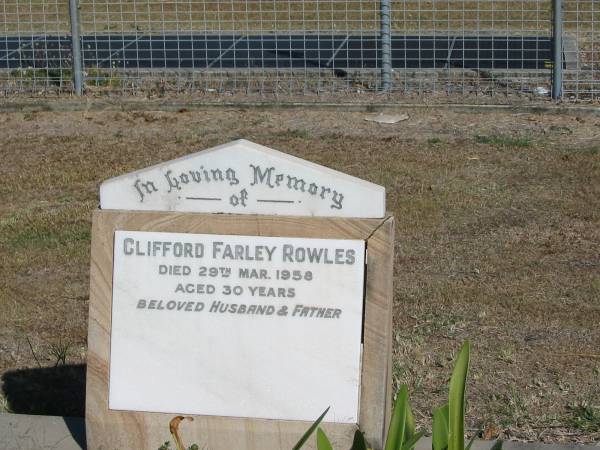 In Loving Memory
of
CLIFFORD FARLEY ROWLES
DIED 29TH MAR. 1958
AGED 30 YEARS
BELOVED HUSBAND & FATHER